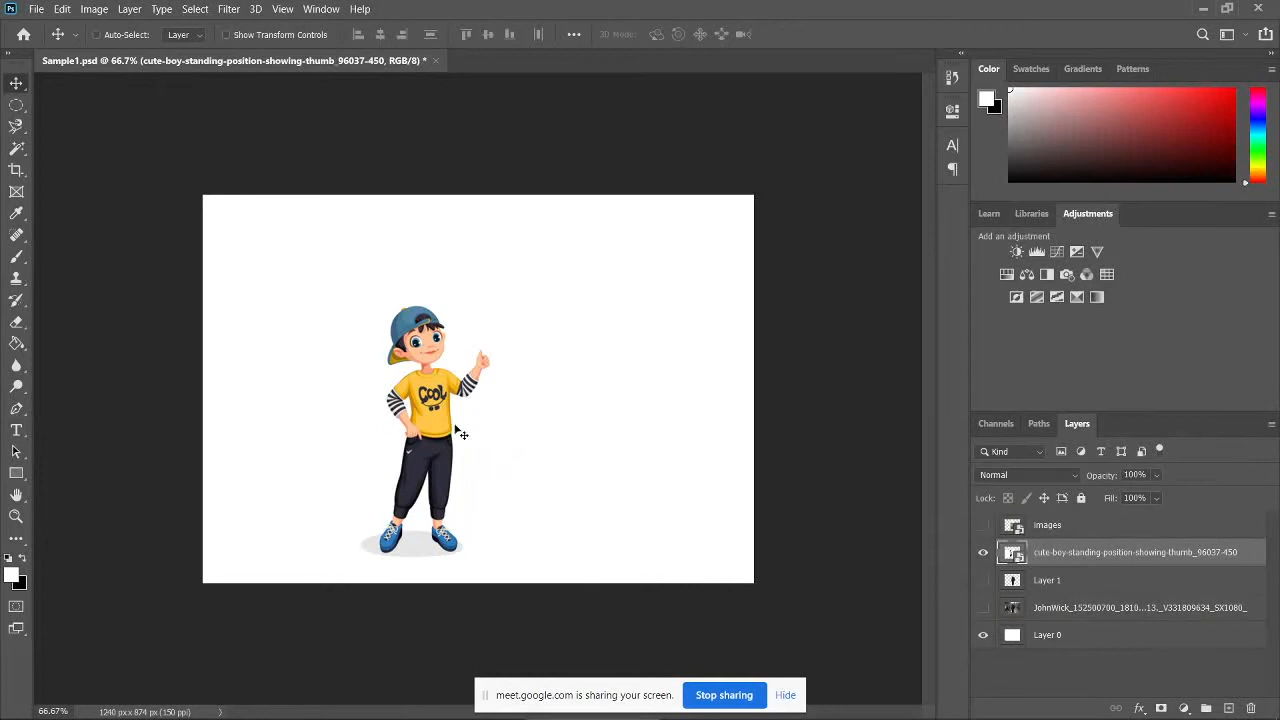 Ps File Edit Image Layer Type Select Filter 3D View Window Help
Auto-Select: Layer Show Transform Controls 3D Mode:
Sample1.psd @ 66.7% (cute-boy-standing-position-showing-thumb_96037-450, RGB/8) *
Color Swatches Gradients Patterns
Learn Libraries Adjustments
Add an adjustment
COOL
Channels Paths Layers
Kind
Normal Opacity: 100%
Lock: Fill: 100%
Images
cute-boy-standing-position-showing-thumb_96037-450
Layer 1
JohnWick_152500700_1810...13._V331809634_SX1080_
Layer 0
meet.google.com is sharing your screen. Stop sharing Hide
66.67% 1240 px x 874 px (150 ppi)